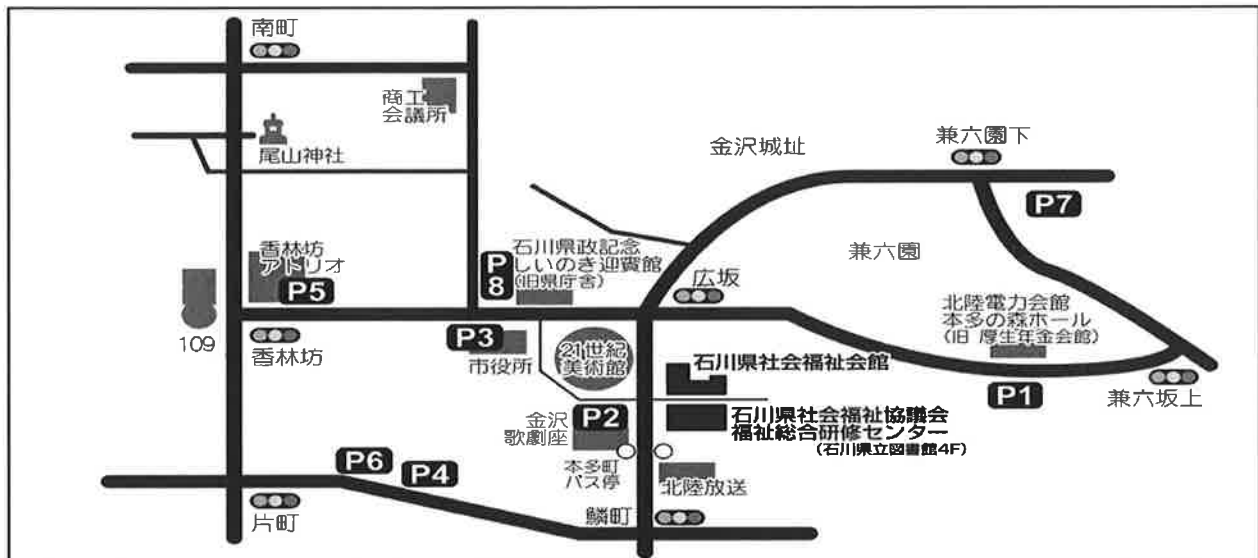 南町
商工
会議所
尾山神社
金沢城址
兼六園下
P7
兼六園
香林坊
アトリオ
P5
P
8
石川県政記念
しいのき迎賓館
(旧県庁舎)
広坂
北陸電力会館
本多の森ホール
(旧 厚生年金会館)
109
香林坊
P3
市役所
21世紀
美術館
石川県社会福祉会館
P1
兼六坂上
金沢
歌劇座
P2
石川県社会福祉協議会
福祉総合研修センター
(石川県立図書館4F)
本多町
バス停
北陸放送
P6
P4
片町
鱗町